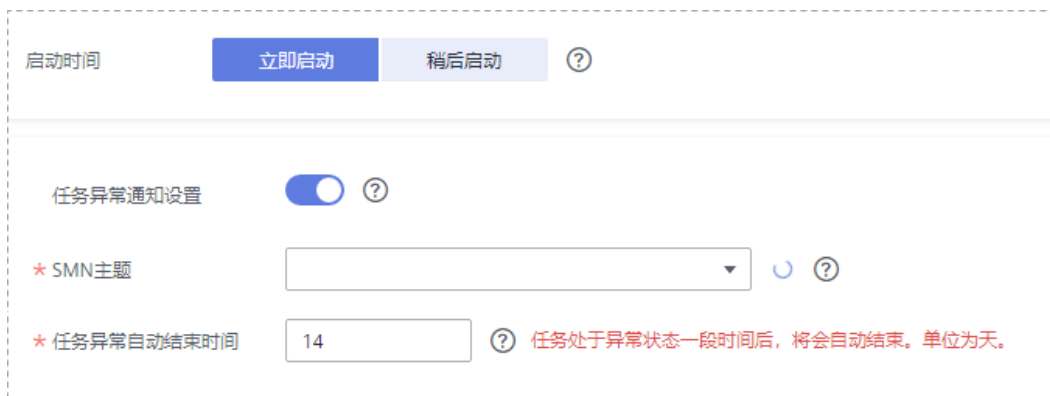 启动时间 立即启动 稍后启动 ?
任务异常通知设置 ?
* SMN主题 ?
* 任务异常自动结束时间 14 ? 任务处于异常状态一段时间后，将会自动结束。单位为天。